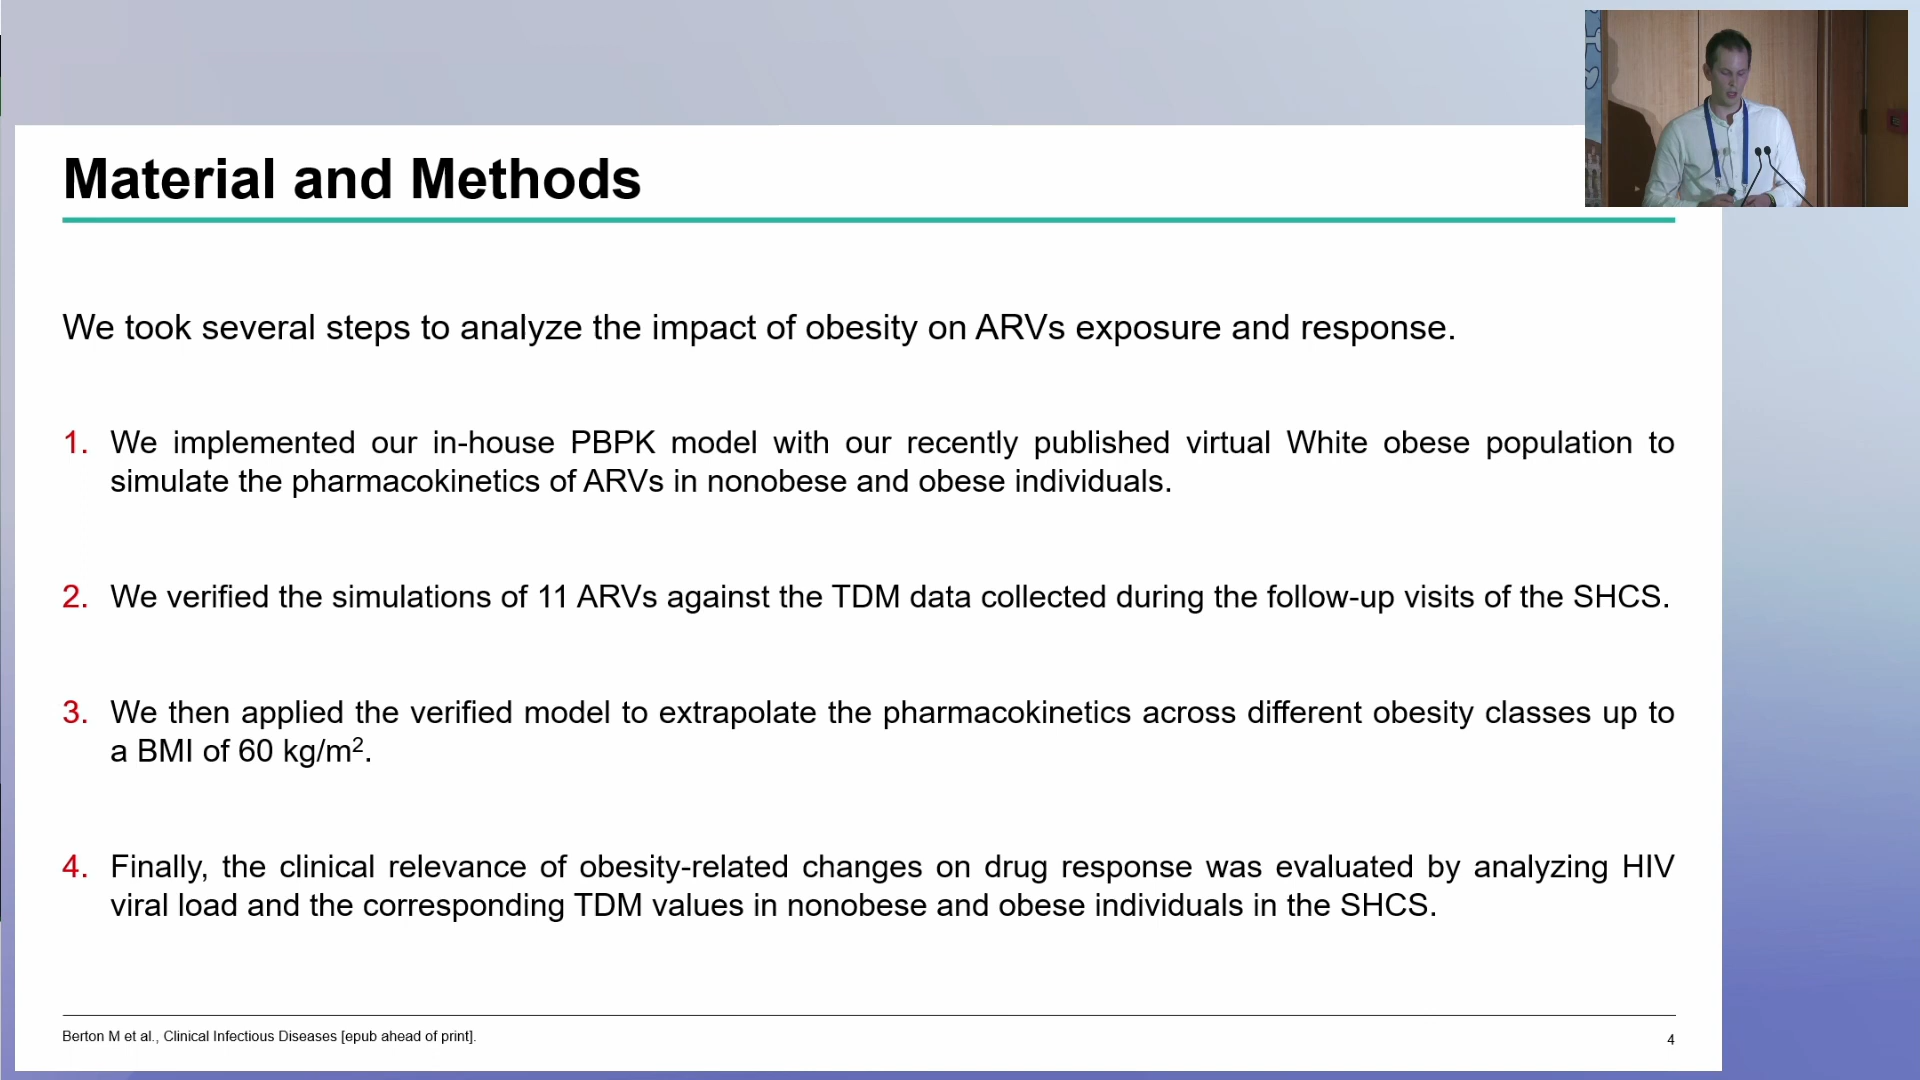 Material and Methods
We took several steps to analyze the impact of obesity on ARVs exposure and response.
1. We implemented our in-house PBPK model with our recently published virtual White obese population to
simulate the pharmacokinetics of ARVs in nonobese and obese individuals.
2. We verified the simulations of 11 ARVs against the TDM data collected during the follow-up visits of the SHCS.
3. We then applied the verified model to extrapolate the pharmacokinetics across different obesity classes up to
a BMI of 60 kg/m².
4. Finally, the clinical relevance of obesity-related changes on drug response was evaluated by analyzing HIV
viral load and the corresponding TDM values in nonobese and obese individuals in the SHCS.
Berton M et al., Clinical Infectious Diseases [epub ahead of print].
4